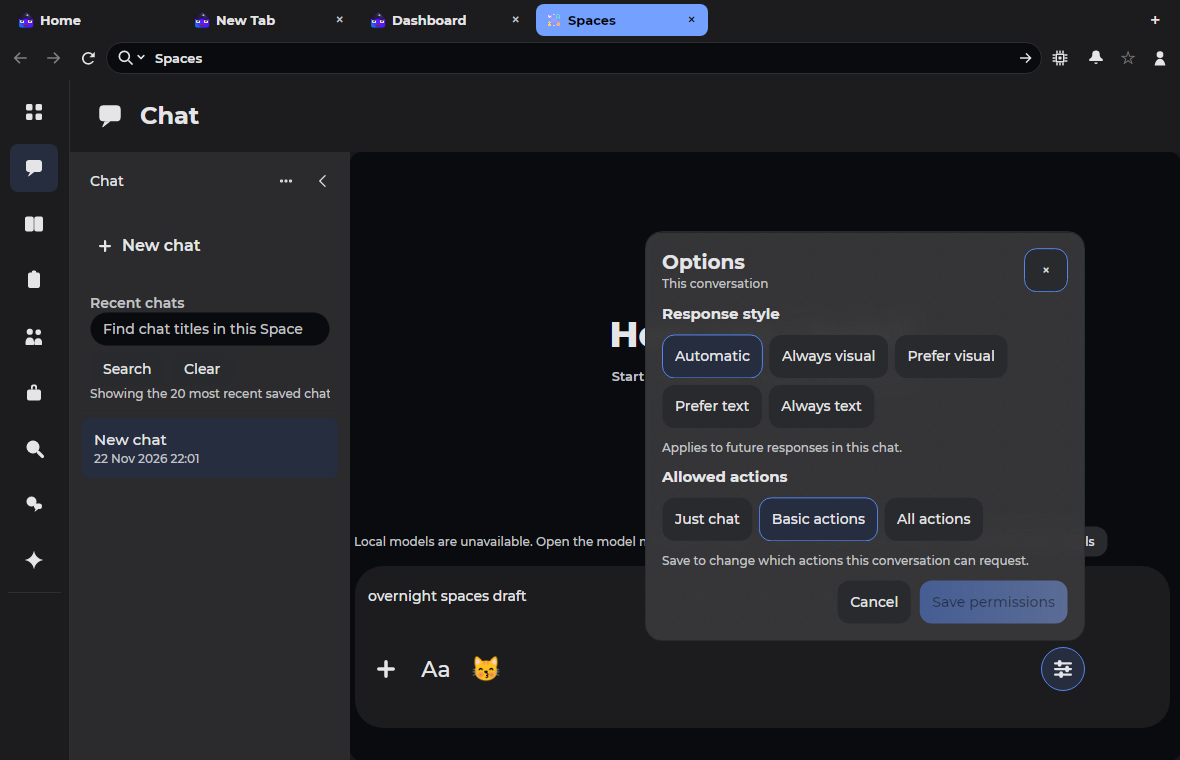 Home
New Tab
Dashboard
Spaces
Spaces
Chat
Chat
New chat
Recent chats
Find chat titles in this Space
Search
Clear
Showing the 20 most recent saved chat
New chat
22 Nov 2026 22:01
Start
Local models are unavailable. Open the model
overnight spaces draft
Aa
Options
This conversation
Response style
Automatic
Always visual
Prefer visual
Prefer text
Always text
Applies to future responses in this chat.
Allowed actions
Just chat
Basic actions
All actions
Save to change which actions this conversation can request.
Cancel
Save permissions